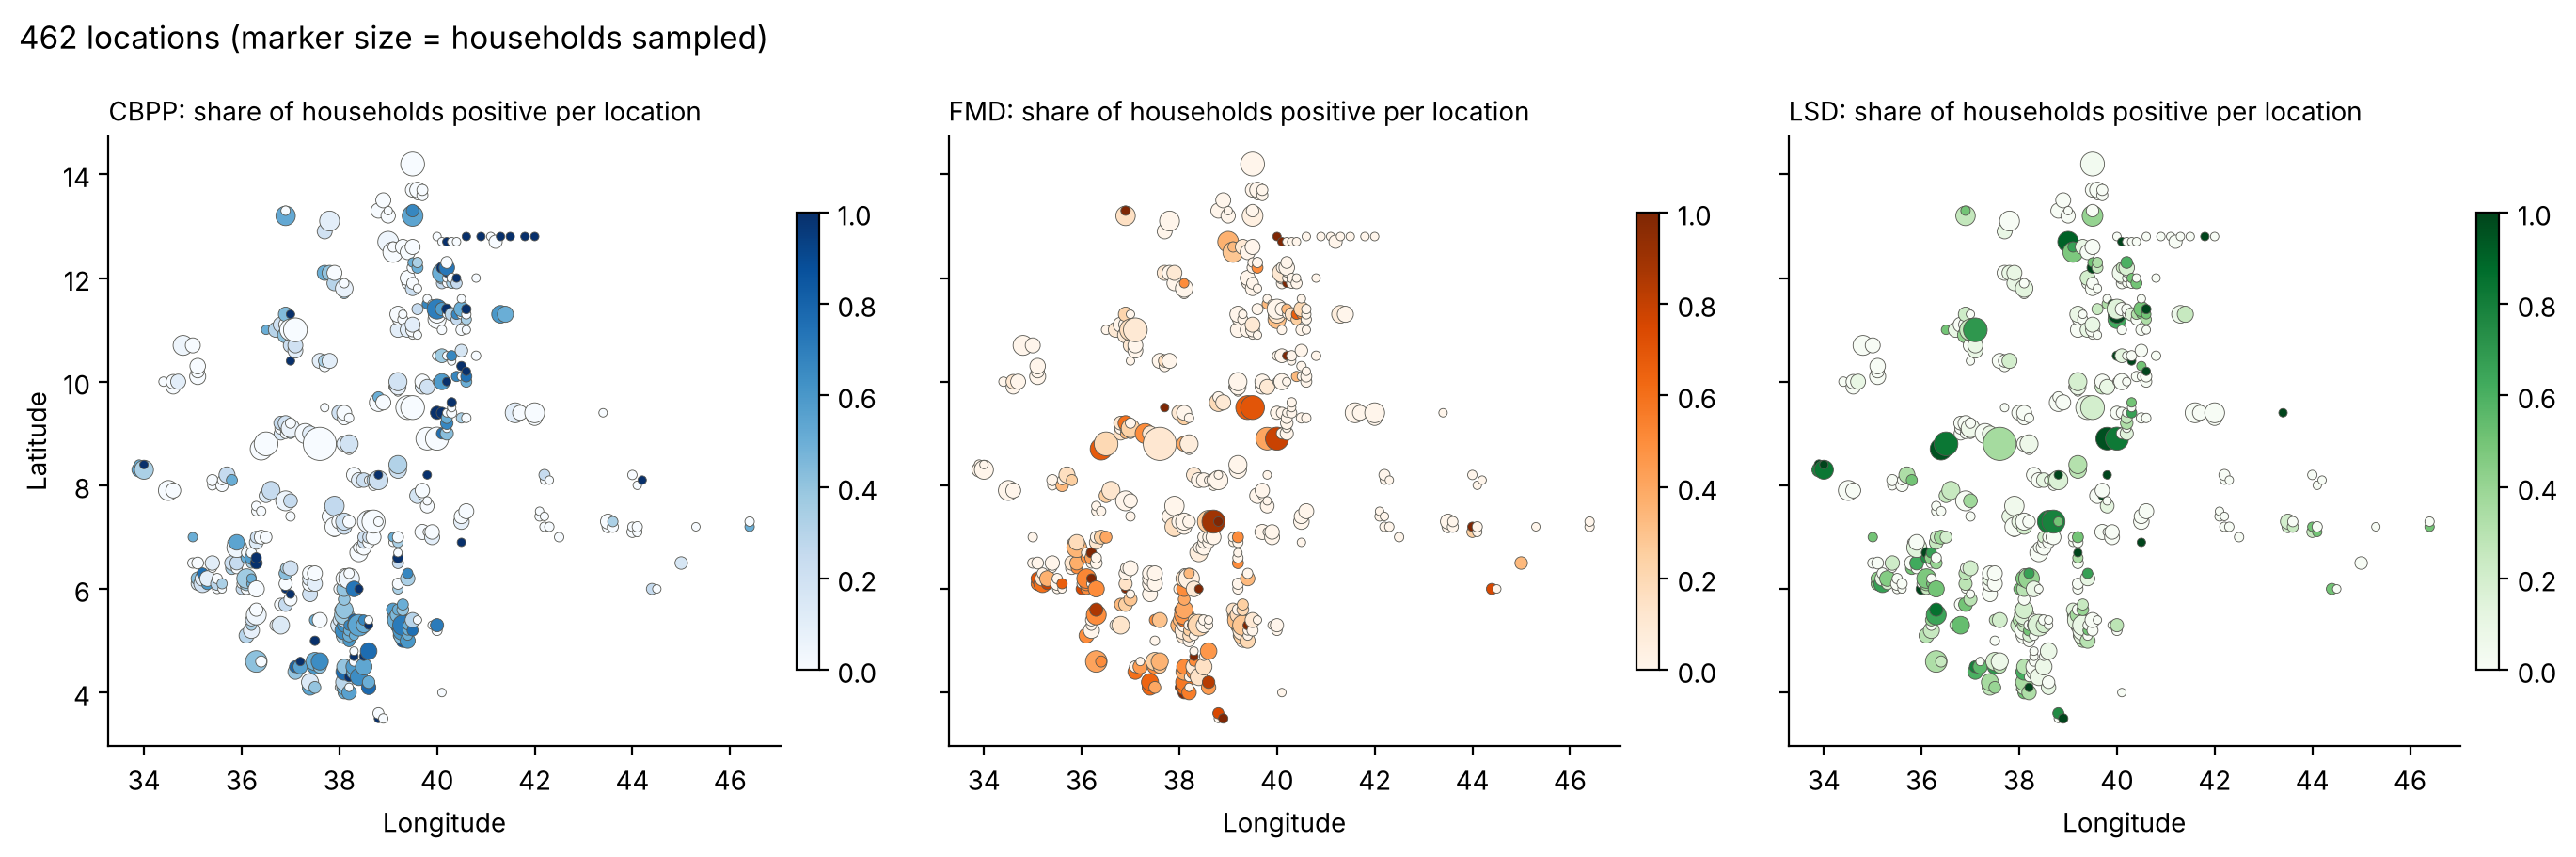 462 locations (marker size = households sampled)
CBPP: share of households positive per location
FMD: share of households positive per location
LSD: share of households positive per location
14
12
10
8
6
4
Latitude
34 36 38 40 42 44 46
Longitude
1.0
0.8
0.6
0.4
0.2
0.0
34 36 38 40 42 44 46
Longitude
1.0
0.8
0.6
0.4
0.2
0.0
34 36 38 40 42 44 46
Longitude
1.0
0.8
0.6
0.4
0.2
0.0